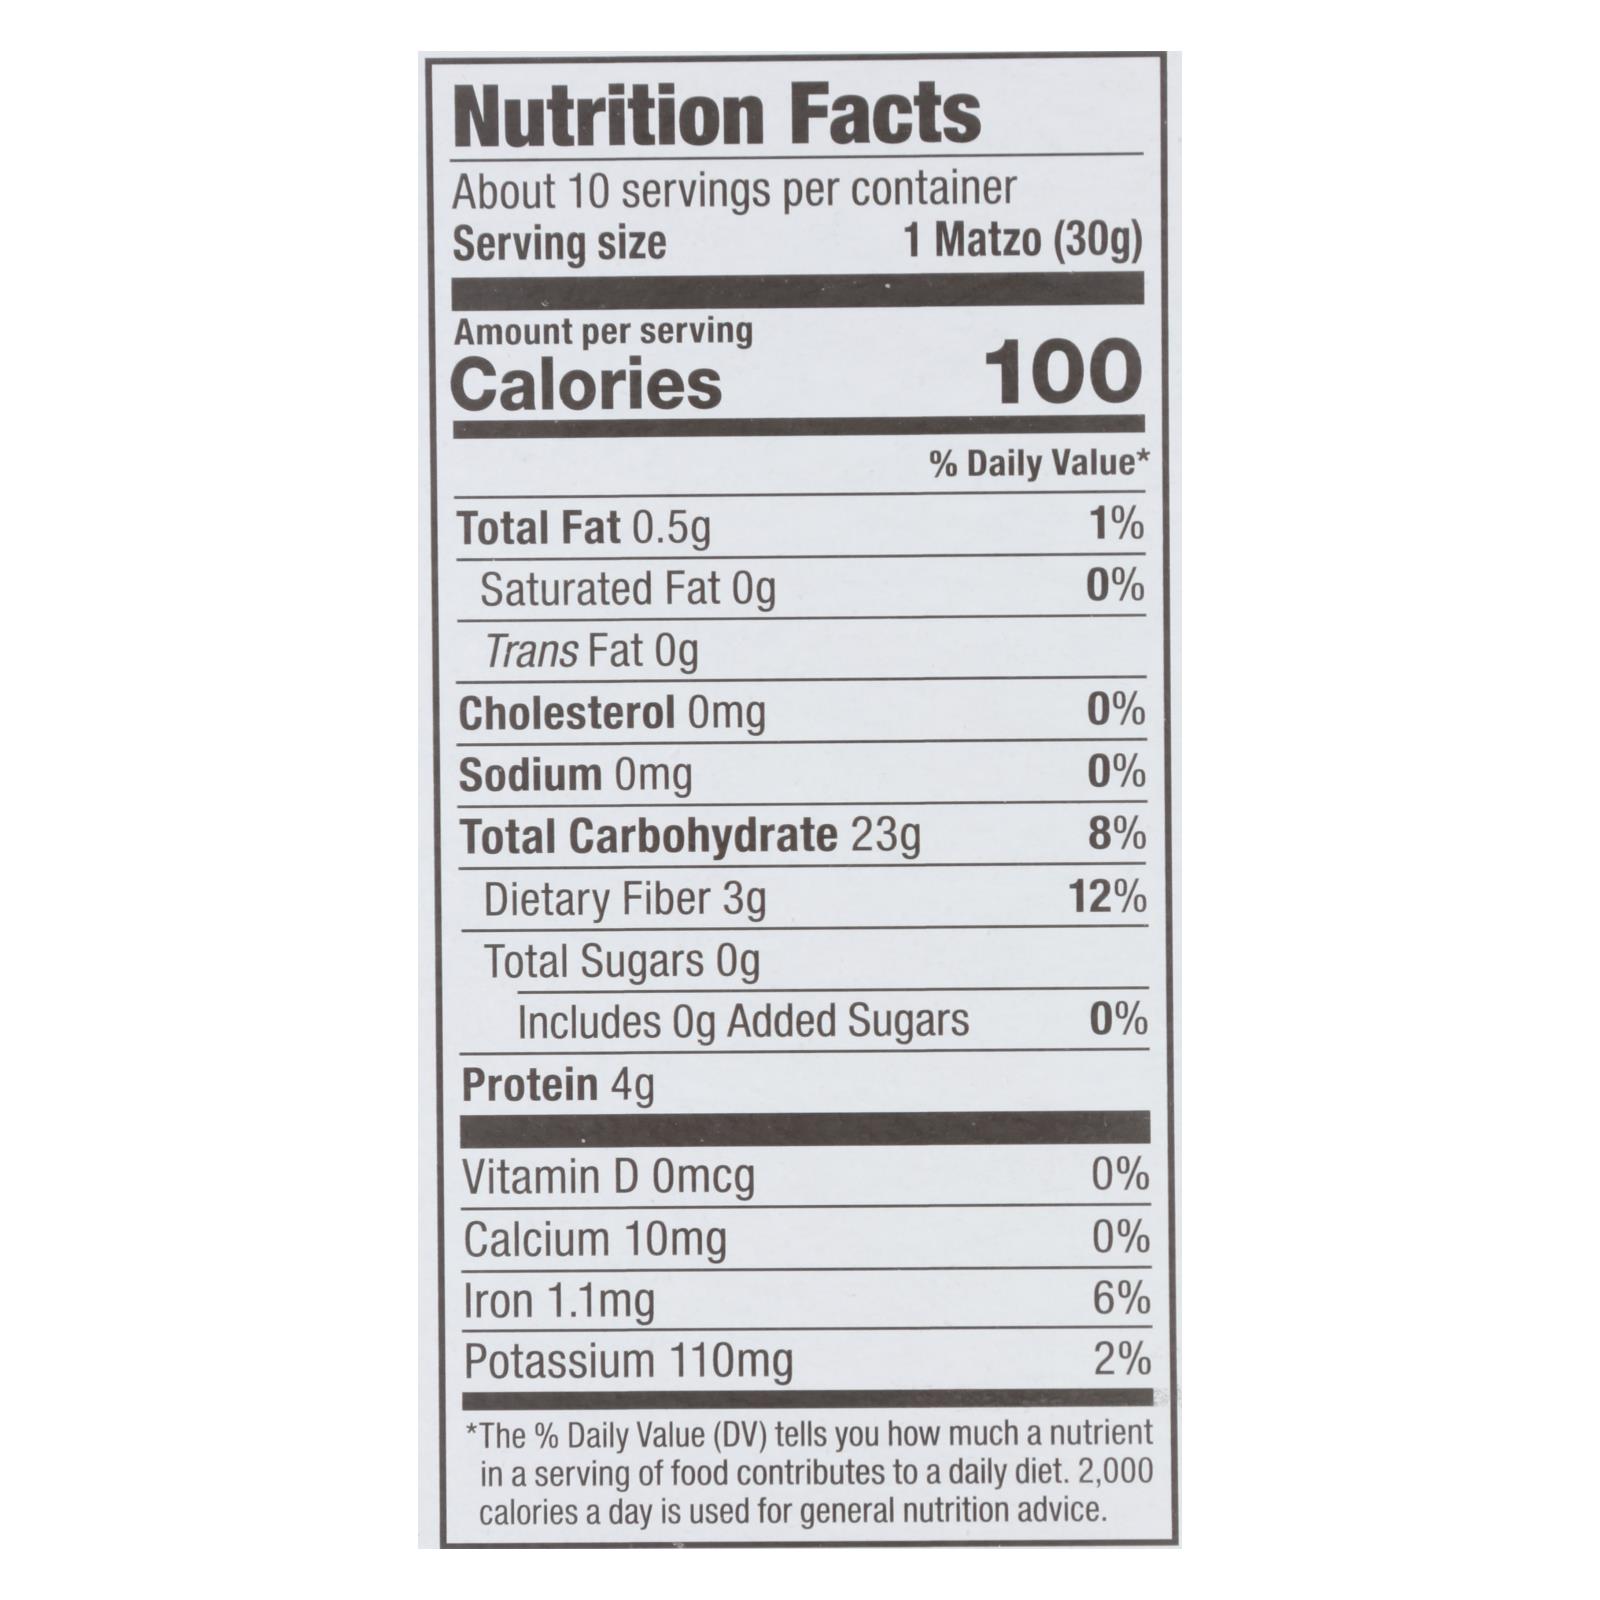 Nutrition Facts
About 10 servings per container
Serving size 1 Matzo (30g)
Amount per serving
Calories 100
% Daily Value*
Total Fat 0.5g 1%
Saturated Fat 0g 0%
Trans Fat 0g
Cholesterol 0mg 0%
Sodium 0mg 0%
Total Carbohydrate 23g 8%
Dietary Fiber 3g 12%
Total Sugars 0g
Includes 0g Added Sugars 0%
Protein 4g
Vitamin D 0mcg 0%
Calcium 10mg 0%
Iron 1.1mg 6%
Potassium 110mg 2%
*The % Daily Value (DV) tells you how much a nutrient
in a serving of food contributes to a daily diet. 2,000
calories a day is used for general nutrition advice.